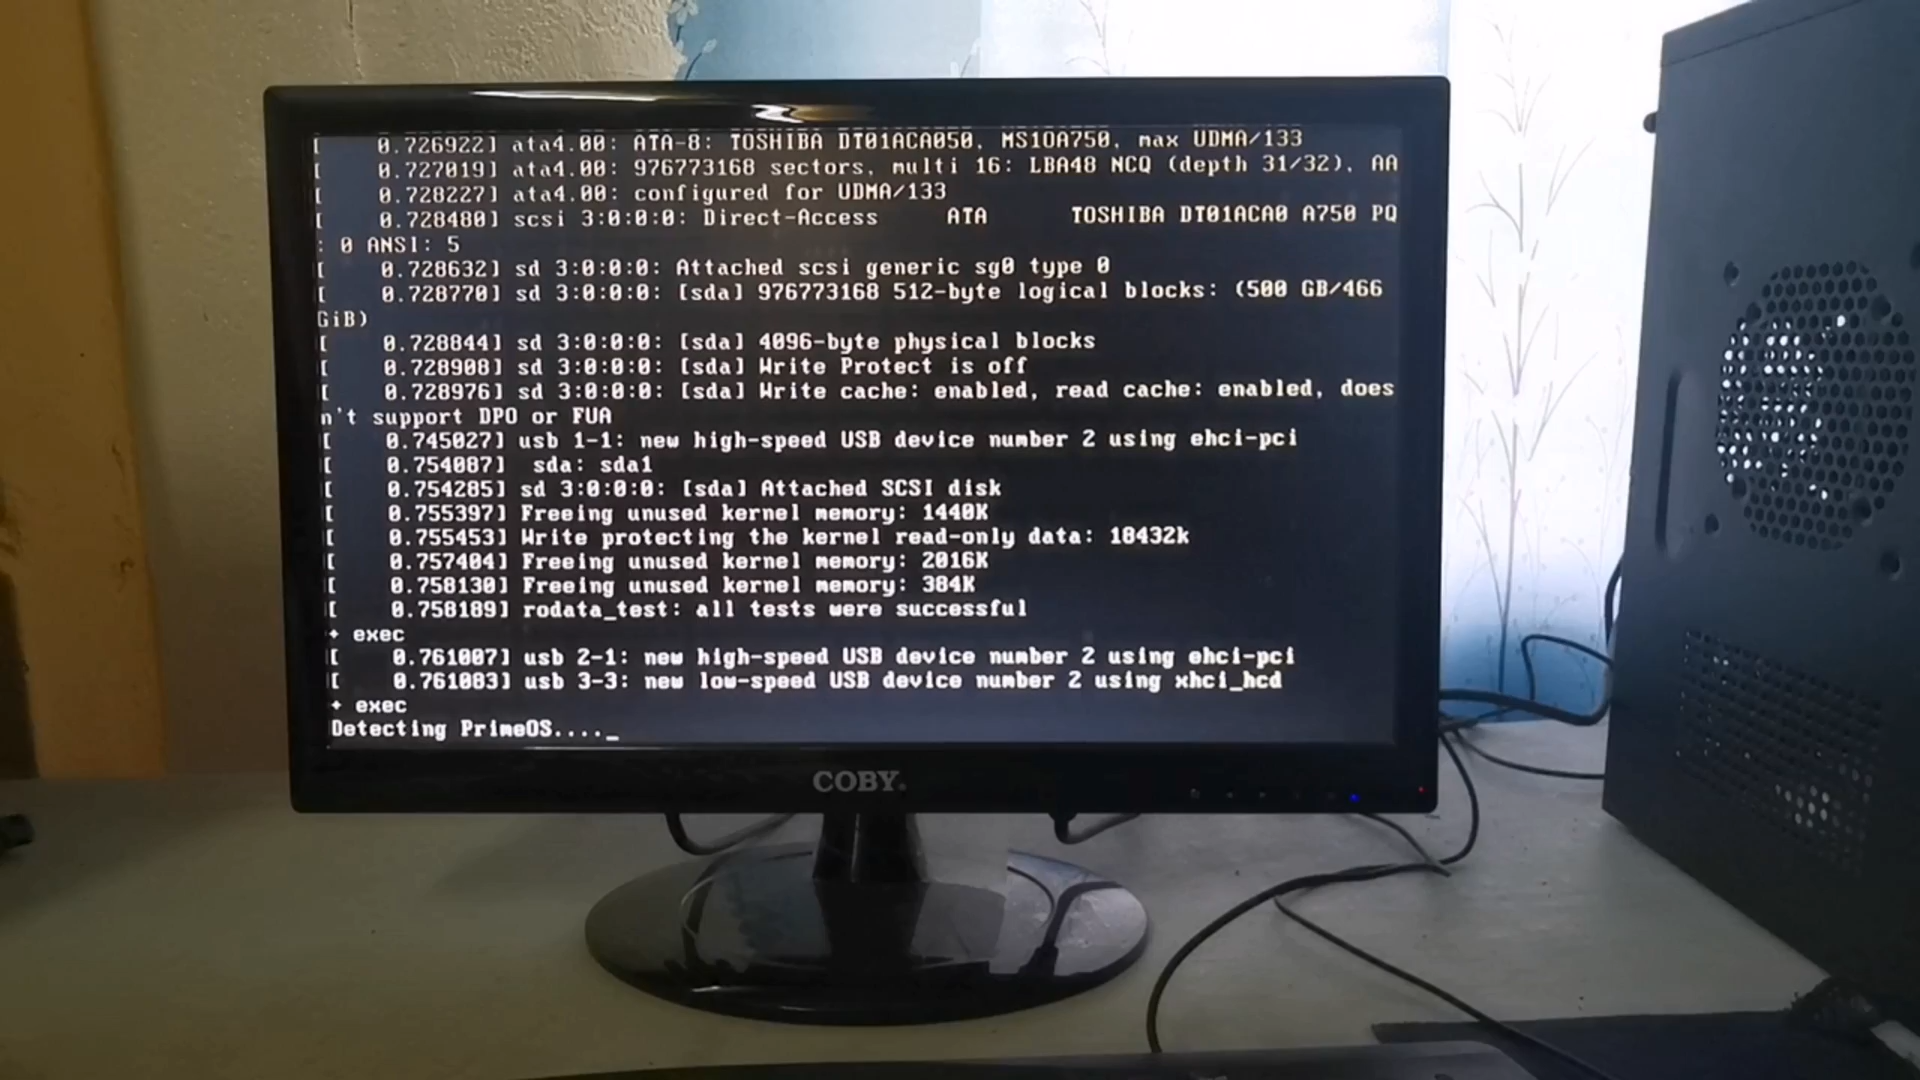 [    0.726922] ata4.00: ATA-8: TOSHIBA DT01ACA050, MS1OA750, max UDMA/133
[    0.727019] ata4.00: 976773168 sectors, multi 16: LBA48 NCQ (depth 31/32), AA
[    0.728227] ata4.00: configured for UDMA/133
[    0.728480] scsi 3:0:0:0: Direct-Access     ATA      TOSHIBA DT01ACA0 A750 PQ
: 0 ANSI: 5
[    0.728632] sd 3:0:0:0: Attached scsi generic sg0 type 0
[    0.728770] sd 3:0:0:0: [sda] 976773168 512-byte logical blocks: (500 GB/466
GiB)
[    0.728844] sd 3:0:0:0: [sda] 4096-byte physical blocks
[    0.728908] sd 3:0:0:0: [sda] Write Protect is off
[    0.728976] sd 3:0:0:0: [sda] Write cache: enabled, read cache: enabled, does
n't support DPO or FUA
[    0.745027] usb 1-1: new high-speed USB device number 2 using ehci-pci
[    0.754087]  sda: sda1
[    0.754285] sd 3:0:0:0: [sda] Attached SCSI disk
[    0.755397] Freeing unused kernel memory: 1440K
[    0.755453] Write protecting the kernel read-only data: 18432k
[    0.757404] Freeing unused kernel memory: 2016K
[    0.758130] Freeing unused kernel memory: 384K
[    0.758189] rodata_test: all tests were successful
+ exec
[    0.761007] usb 2-1: new high-speed USB device number 2 using ehci-pci
[    0.761083] usb 3-3: new low-speed USB device number 2 using xhci_hcd
+ exec
Detecting PrimeOS...._
COBY.